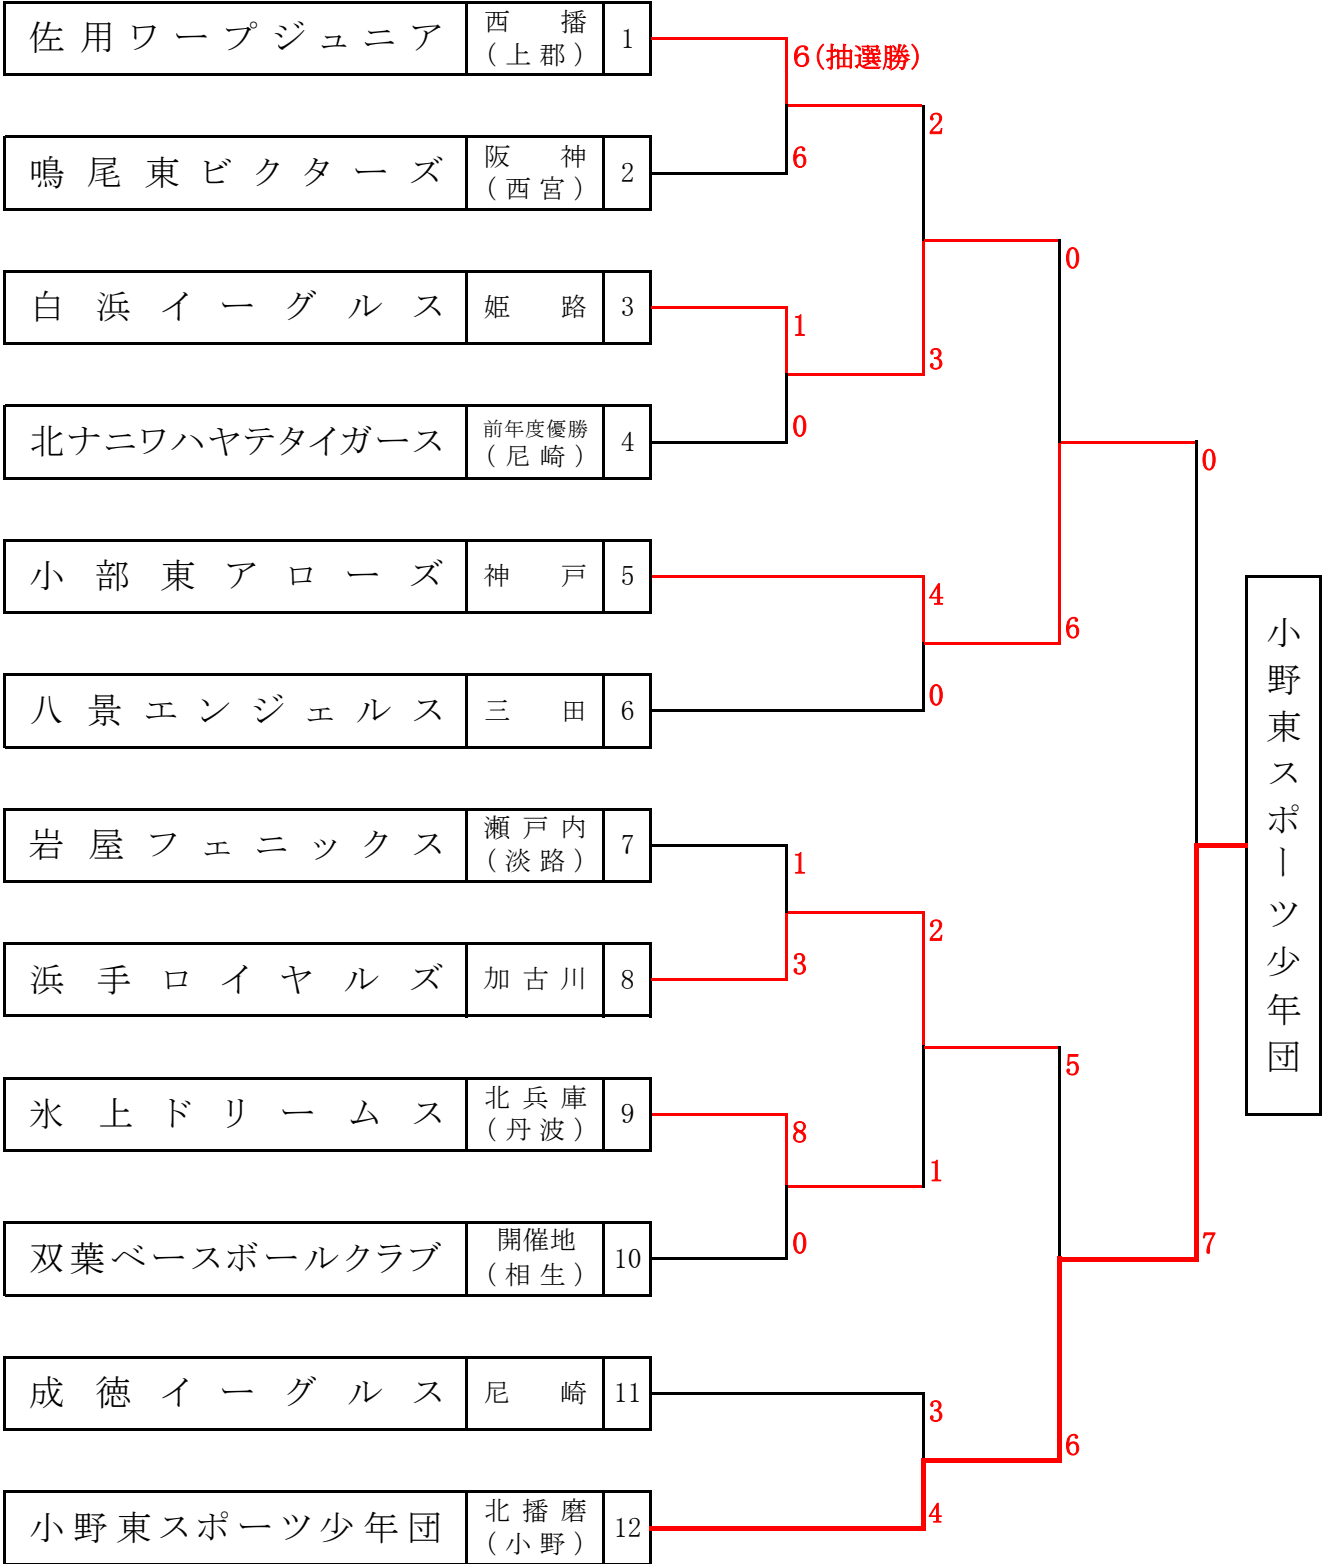 佐用ワープジュニア 西播 1
(上郡)
6(抽選勝)
2
鳴尾東ビクターズ 阪神 2
(西宮)
6
0
白浜イーグルス 姫路 3
1
3
北ナニワハヤテタイガース 前年度優勝 4
(尼崎)
0
0
小部東アローズ 神戸 5
4
6
八景エンジェルス 三田 6
0
岩屋フェニックス 瀬戸内 7
(淡路)
1
2
浜手ロイヤルズ 加古川 8
3
5
氷上ドリームス 北兵庫 9
(丹波)
8
1
双葉ベースボールクラブ 開催地 10
(相生)
0
7
成徳イーグルス 尼崎 11
3
6
小野東スポーツ少年団 北播磨 12
(小野)
4
小野東スポーツ少年団